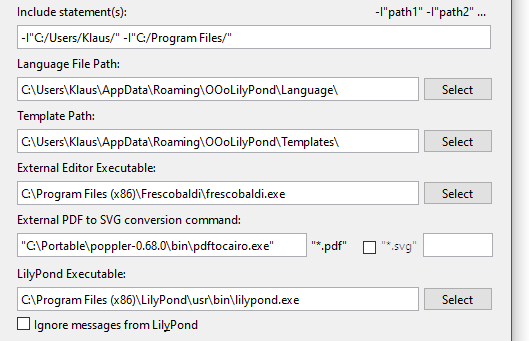 Include statement(s): -I"path1" -I"path2" ...
-I"C:/Users/Klaus/" -I"C:/Program Files/"
Language File Path:
C:\Users\Klaus\AppData\Roaming\OOoLilyPond\Language\ Select
Template Path:
C:\Users\Klaus\AppData\Roaming\OOoLilyPond\Templates\ Select
External Editor Executable:
C:\Program Files (x86)\Frescobaldi\frescobaldi.exe Select
External PDF to SVG conversion command:
"C:\Portable\poppler-0.68.0\bin\pdftocairo.exe" "*.pdf" "*.svg"
LilyPond Executable:
C:\Program Files (x86)\LilyPond\usr\bin\lilypond.exe Select
Ignore messages from LilyPond